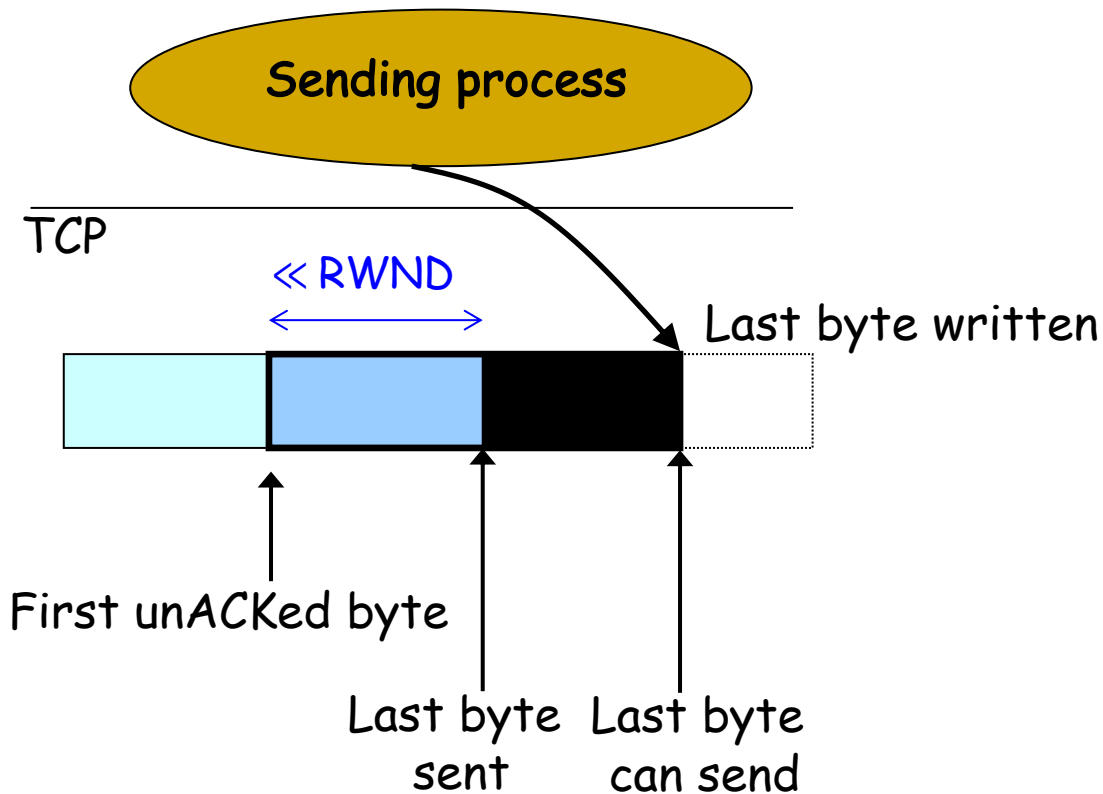 Sending process
TCP
<< RWND
Last byte written
First unACKed byte
Last byte
sent
Last byte
can send